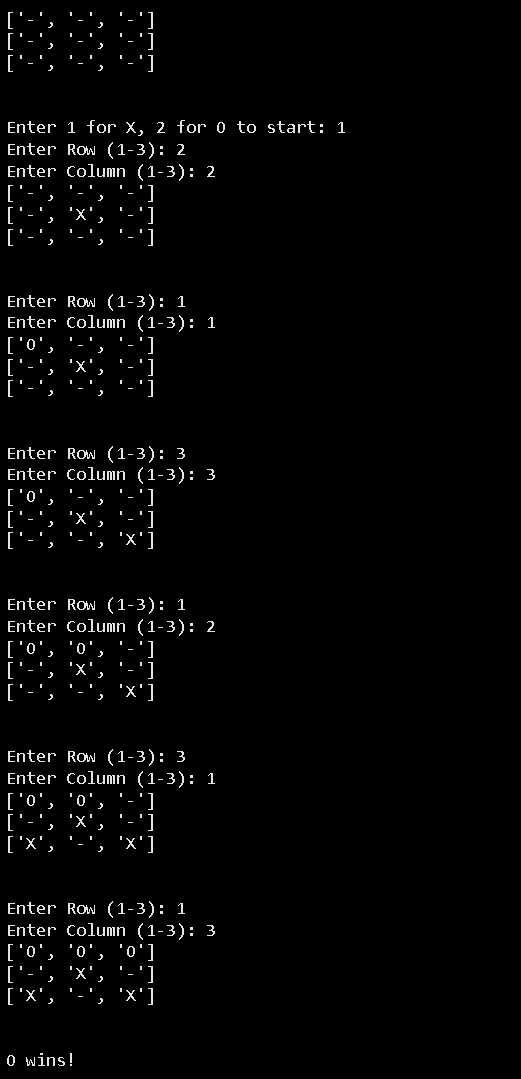 ['-', '-', '-']
['-', '-', '-']
['-', '-', '-']
Enter 1 for X, 2 for O to start: 1
Enter Row (1-3): 2
Enter Column (1-3): 2
['-', '-', '-']
['-', 'X', '-']
['-', '-', '-']
Enter Row (1-3): 1
Enter Column (1-3): 1
['O', '-', '-']
['-', 'X', '-']
['-', '-', '-']
Enter Row (1-3): 3
Enter Column (1-3): 3
['O', '-', '-']
['-', 'X', '-']
['-', '-', 'X']
Enter Row (1-3): 1
Enter Column (1-3): 2
['O', 'O', '-']
['-', 'X', '-']
['-', '-', 'X']
Enter Row (1-3): 3
Enter Column (1-3): 1
['O', 'O', '-']
['-', 'X', '-']
['X', '-', 'X']
Enter Row (1-3): 1
Enter Column (1-3): 3
['O', 'O', 'O']
['-', 'X', '-']
['X', '-', 'X']
O wins!